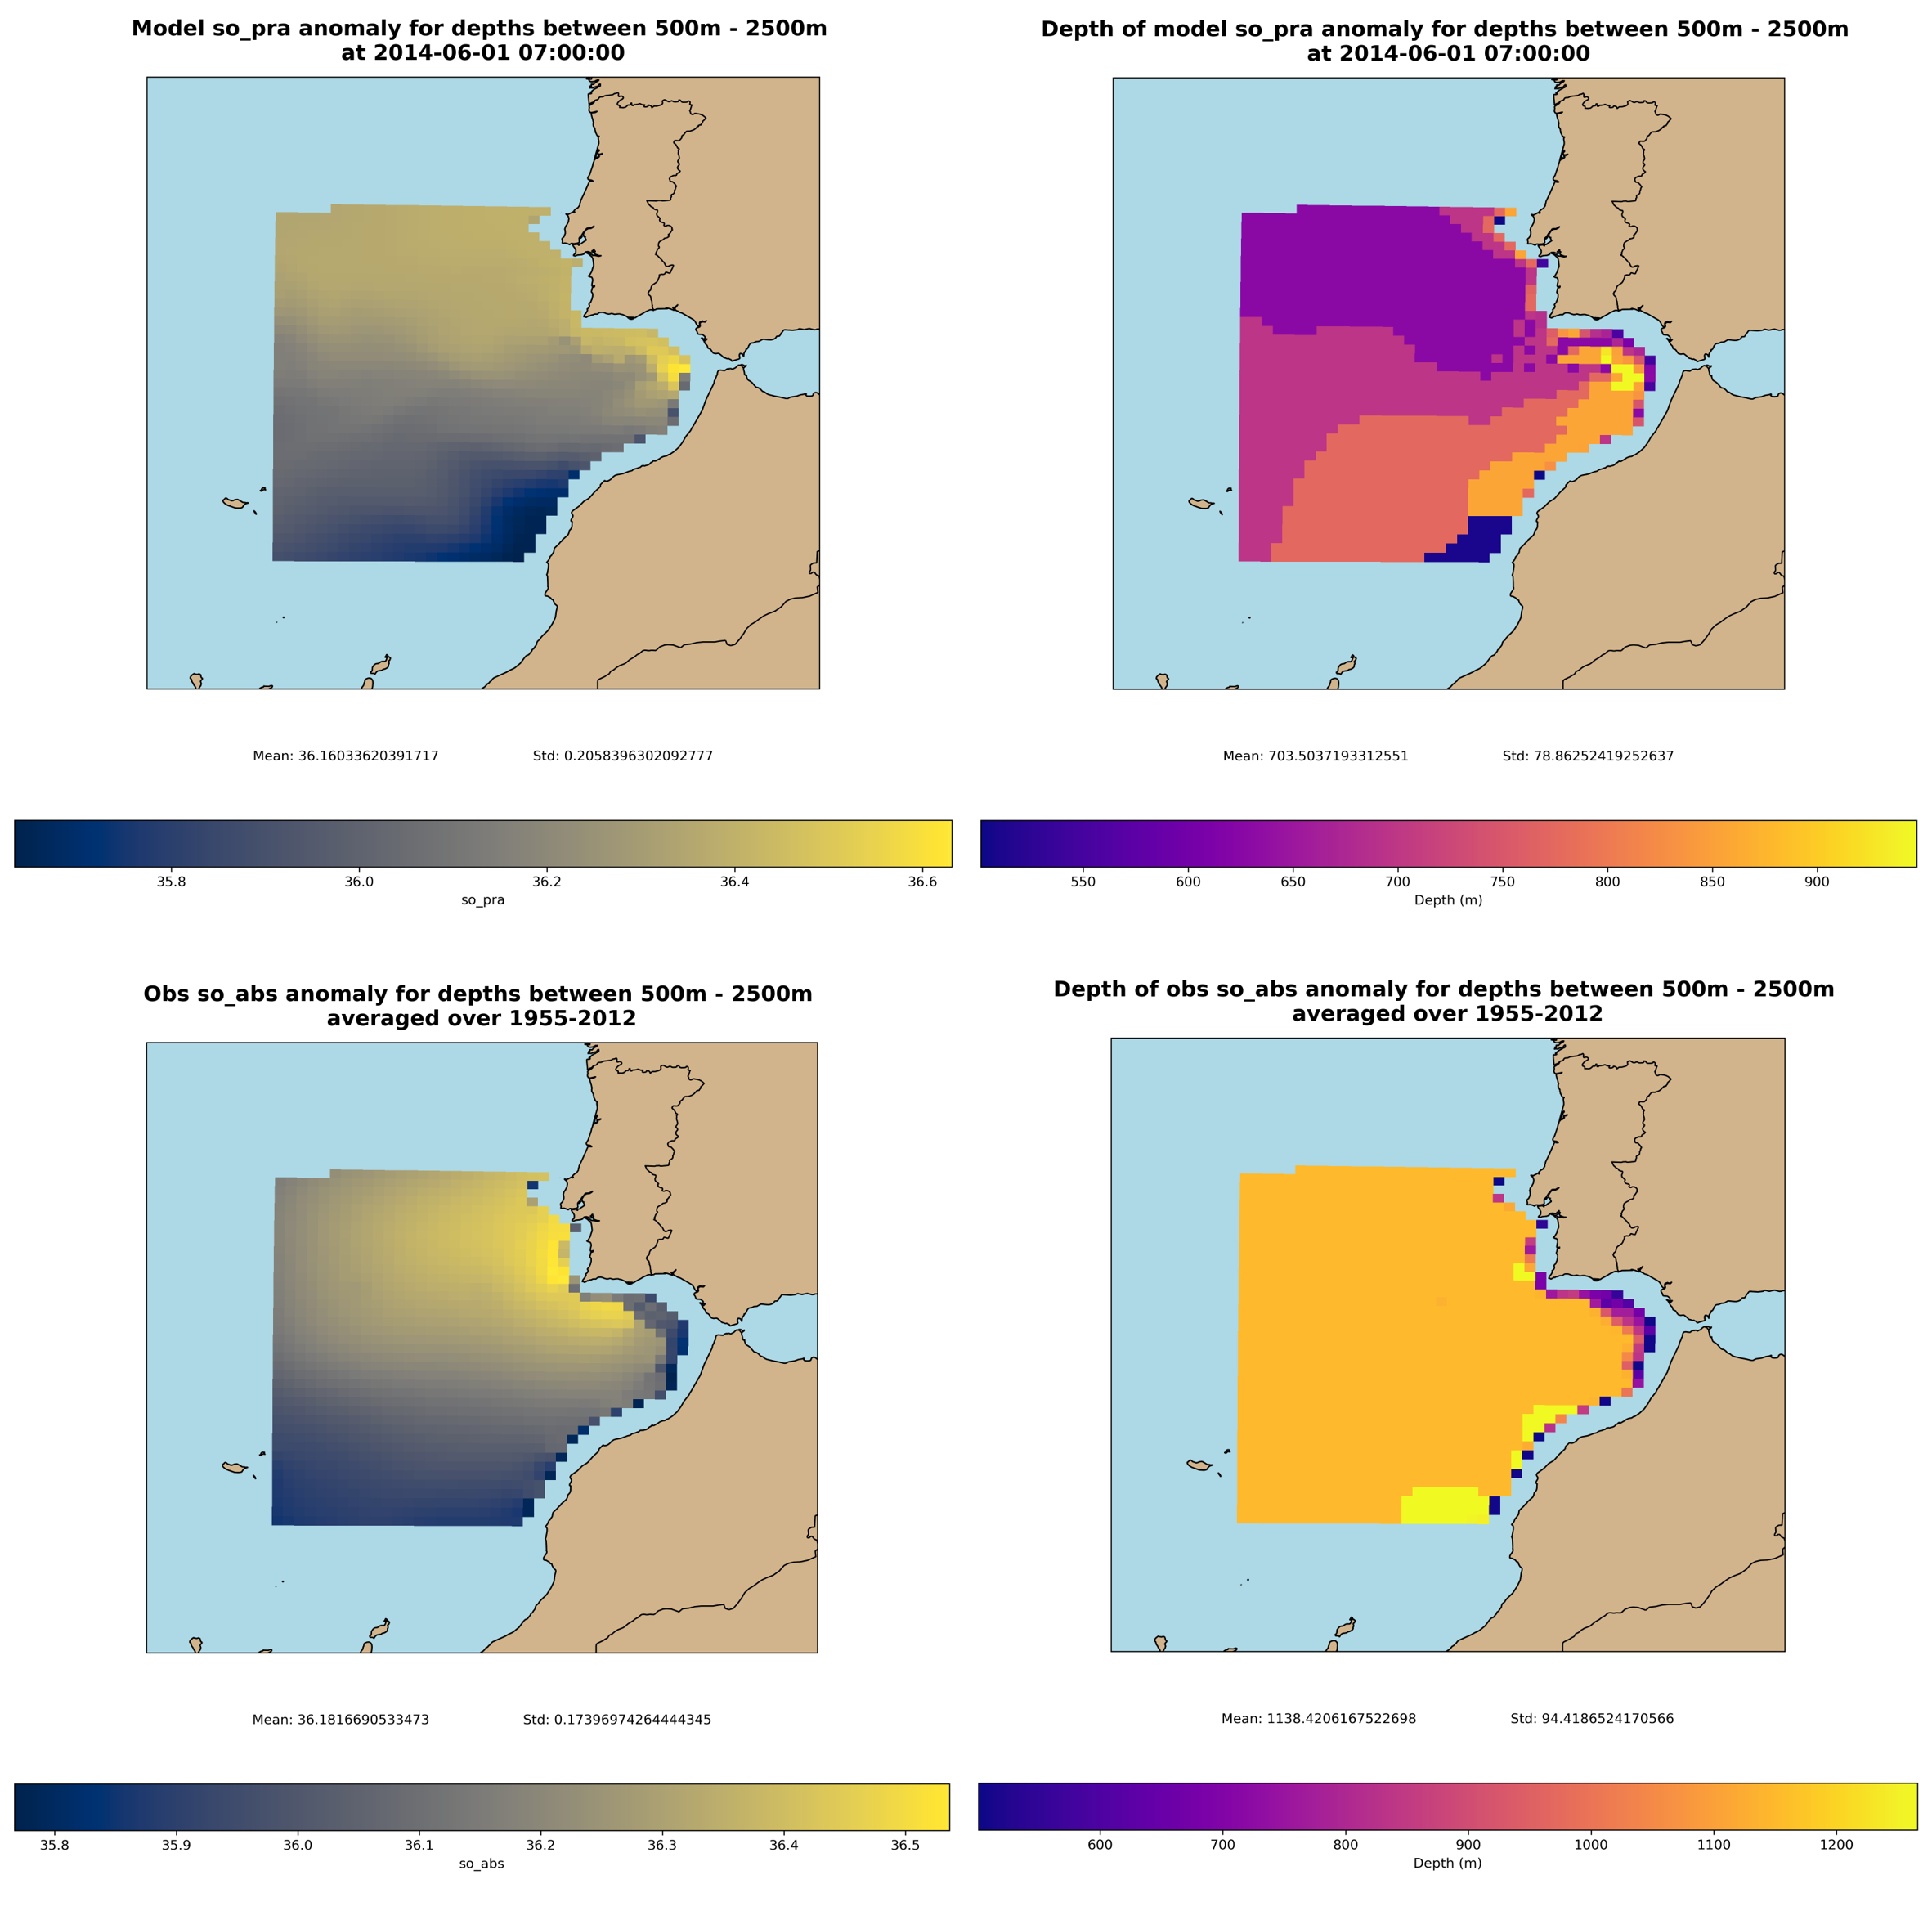 Model so_pra anomaly for depths between 500m - 2500m
at 2014-06-01 07:00:00
Depth of model so_pra anomaly for depths between 500m - 2500m
at 2014-06-01 07:00:00
Mean: 36.16033620391717 Std: 0.2058396302092777
Mean: 703.5037193312551 Std: 78.86252419252637
35.8 36.0 36.2 36.4 36.6
so_pra
550 600 650 700 750 800 850 900
Depth (m)
Obs so_abs anomaly for depths between 500m - 2500m
averaged over 1955-2012
Depth of obs so_abs anomaly for depths between 500m - 2500m
averaged over 1955-2012
Mean: 36.1816690533473 Std: 0.17396974264444345
Mean: 1138.4206167522698 Std: 94.4186524170566
35.8 35.9 36.0 36.1 36.2 36.3 36.4 36.5
so_abs
600 700 800 900 1000 1100 1200
Depth (m)